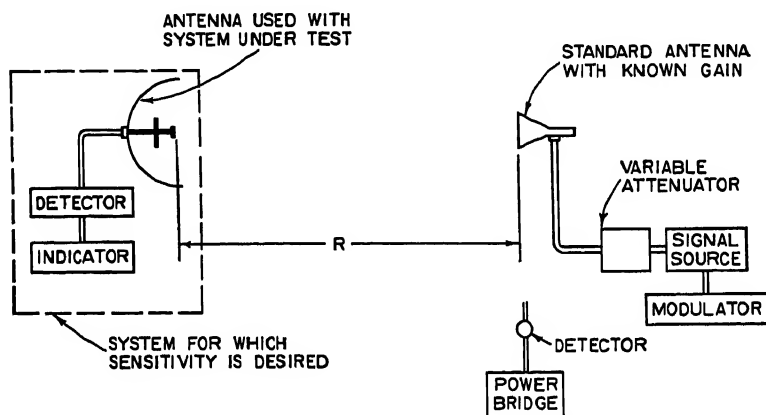 ANTENNA USED WITH
SYSTEM UNDER TEST
STANDARD ANTENNA
WITH KNOWN GAIN
VARIABLE
ATTENUATOR
DETECTOR
INDICATOR
R
SIGNAL
SOURCE
MODULATOR
SYSTEM FOR WHICH
SENSITIVITY IS DESIRED
DETECTOR
POWER
BRIDGE